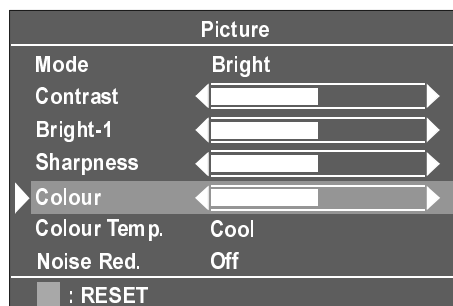 Picture
Mode Bright
Contrast
Bright-1
Sharpness
Colour
Colour Temp. Cool
Noise Red. Off
: RESET